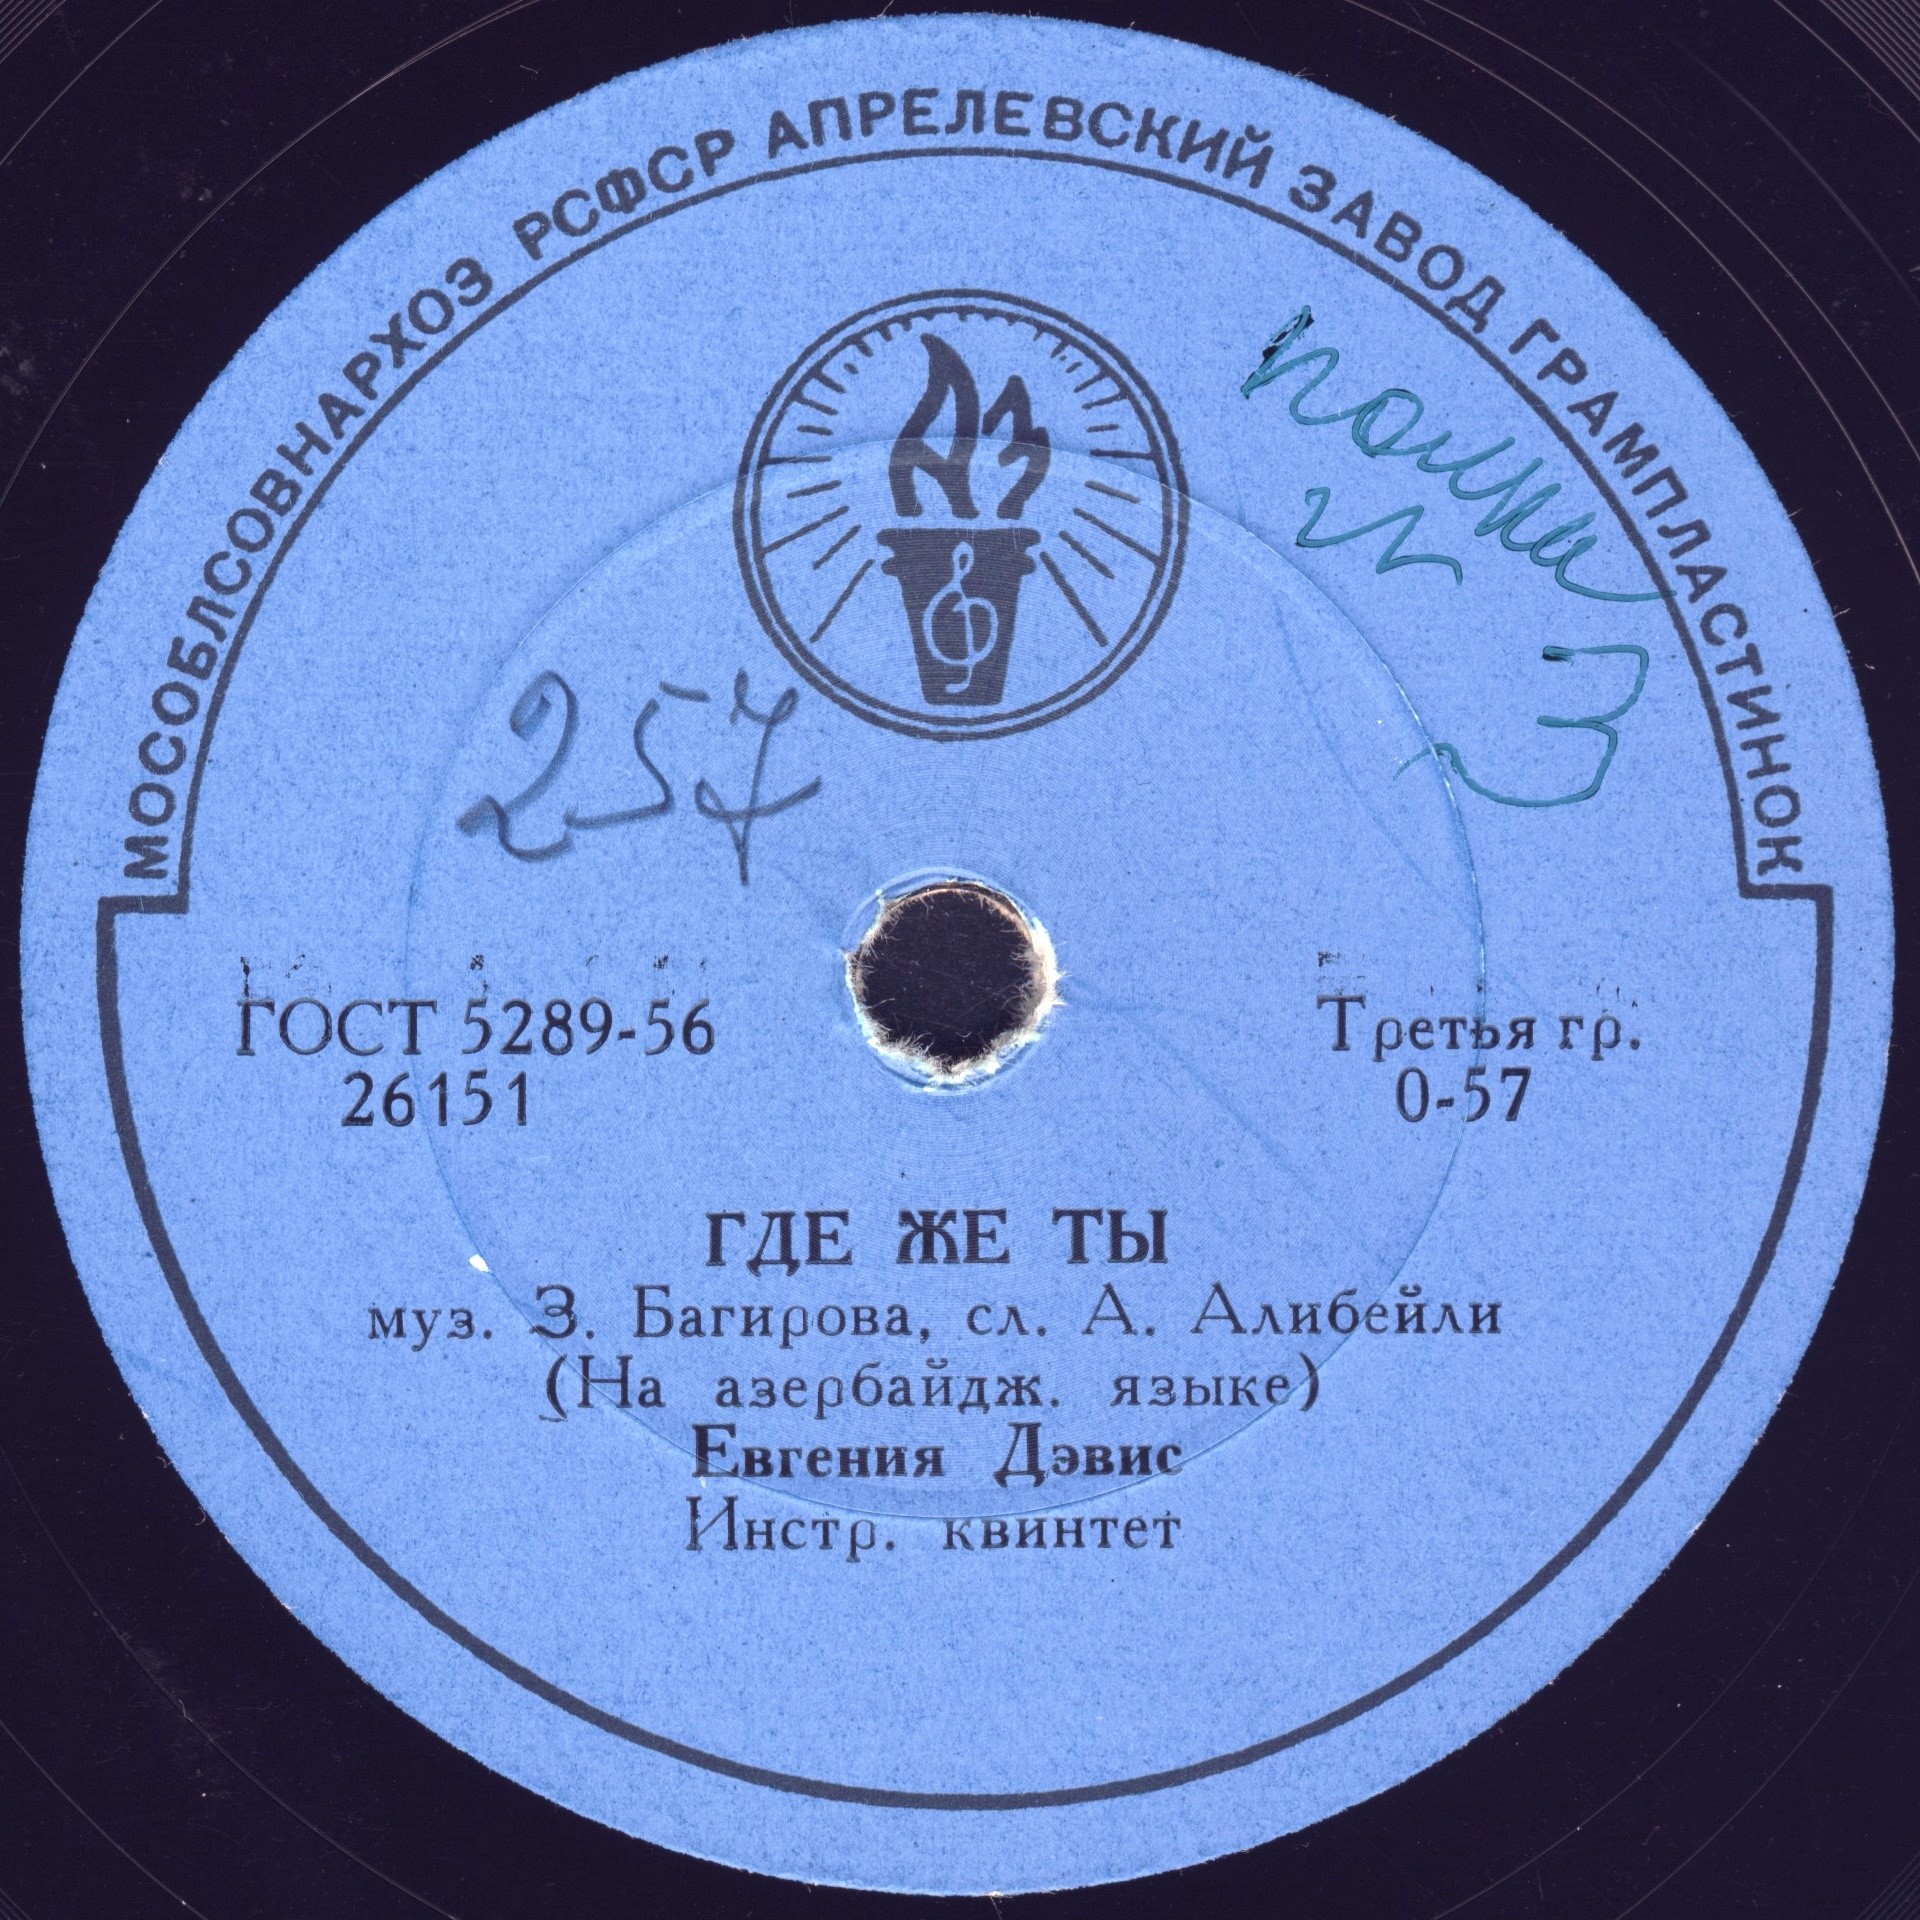 МОСОБЛСОВНАРХОЗ РСФСР АПРЕЛЕВСКИЙ ЗАВОД ГРАМПЛАСТИНОК
АЗ
257
3
ГОСТ 5289-56
26151
Третья гр.
0-57
ГДЕ ЖЕ ТЫ
муз. З. Багирова, сл. А. Алибейли
(На азербайдж. языке)
Евгения Дэвис
Инстр. квинтет